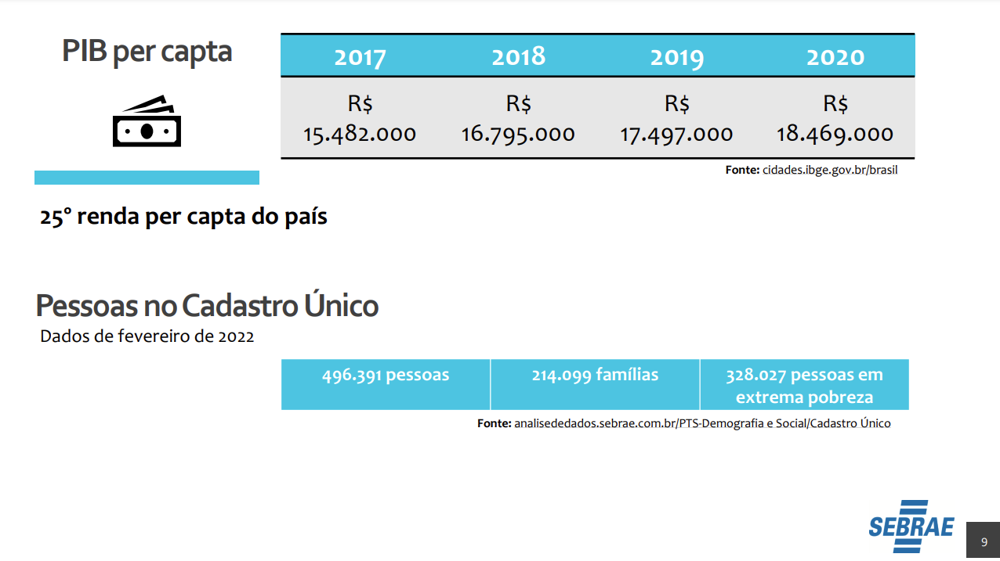 PIB per capta
2017 2018 2019 2020
R$ R$ R$ R$
15.482.000 16.795.000 17.497.000 18.469.000
Fonte: cidades.ibge.gov.br/brasil
25° renda per capta do país
Pessoas no Cadastro Único
Dados de fevereiro de 2022
496.391 pessoas 214.099 famílias 328.027 pessoas em
extrema pobreza
Fonte: analisededados.sebrae.com.br/PTS-Demografia e Social/Cadastro Único
SEBRAE
9